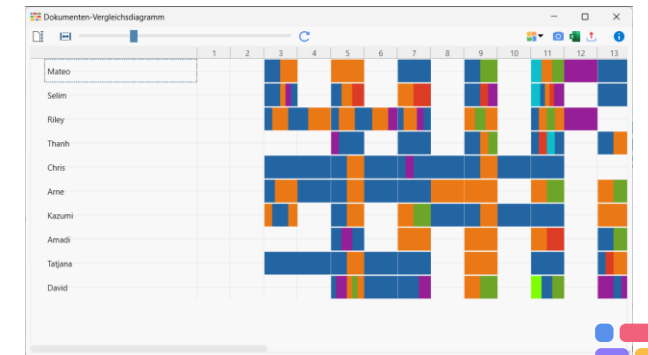 Dokumenten-Vergleichsdiagramm
1 2 3 4 5 6 7 8 9 10 11 12 13
Mateo
Selim
Riley
Thanh
Chris
Arne
Kazumi
Amadi
Tatjana
David